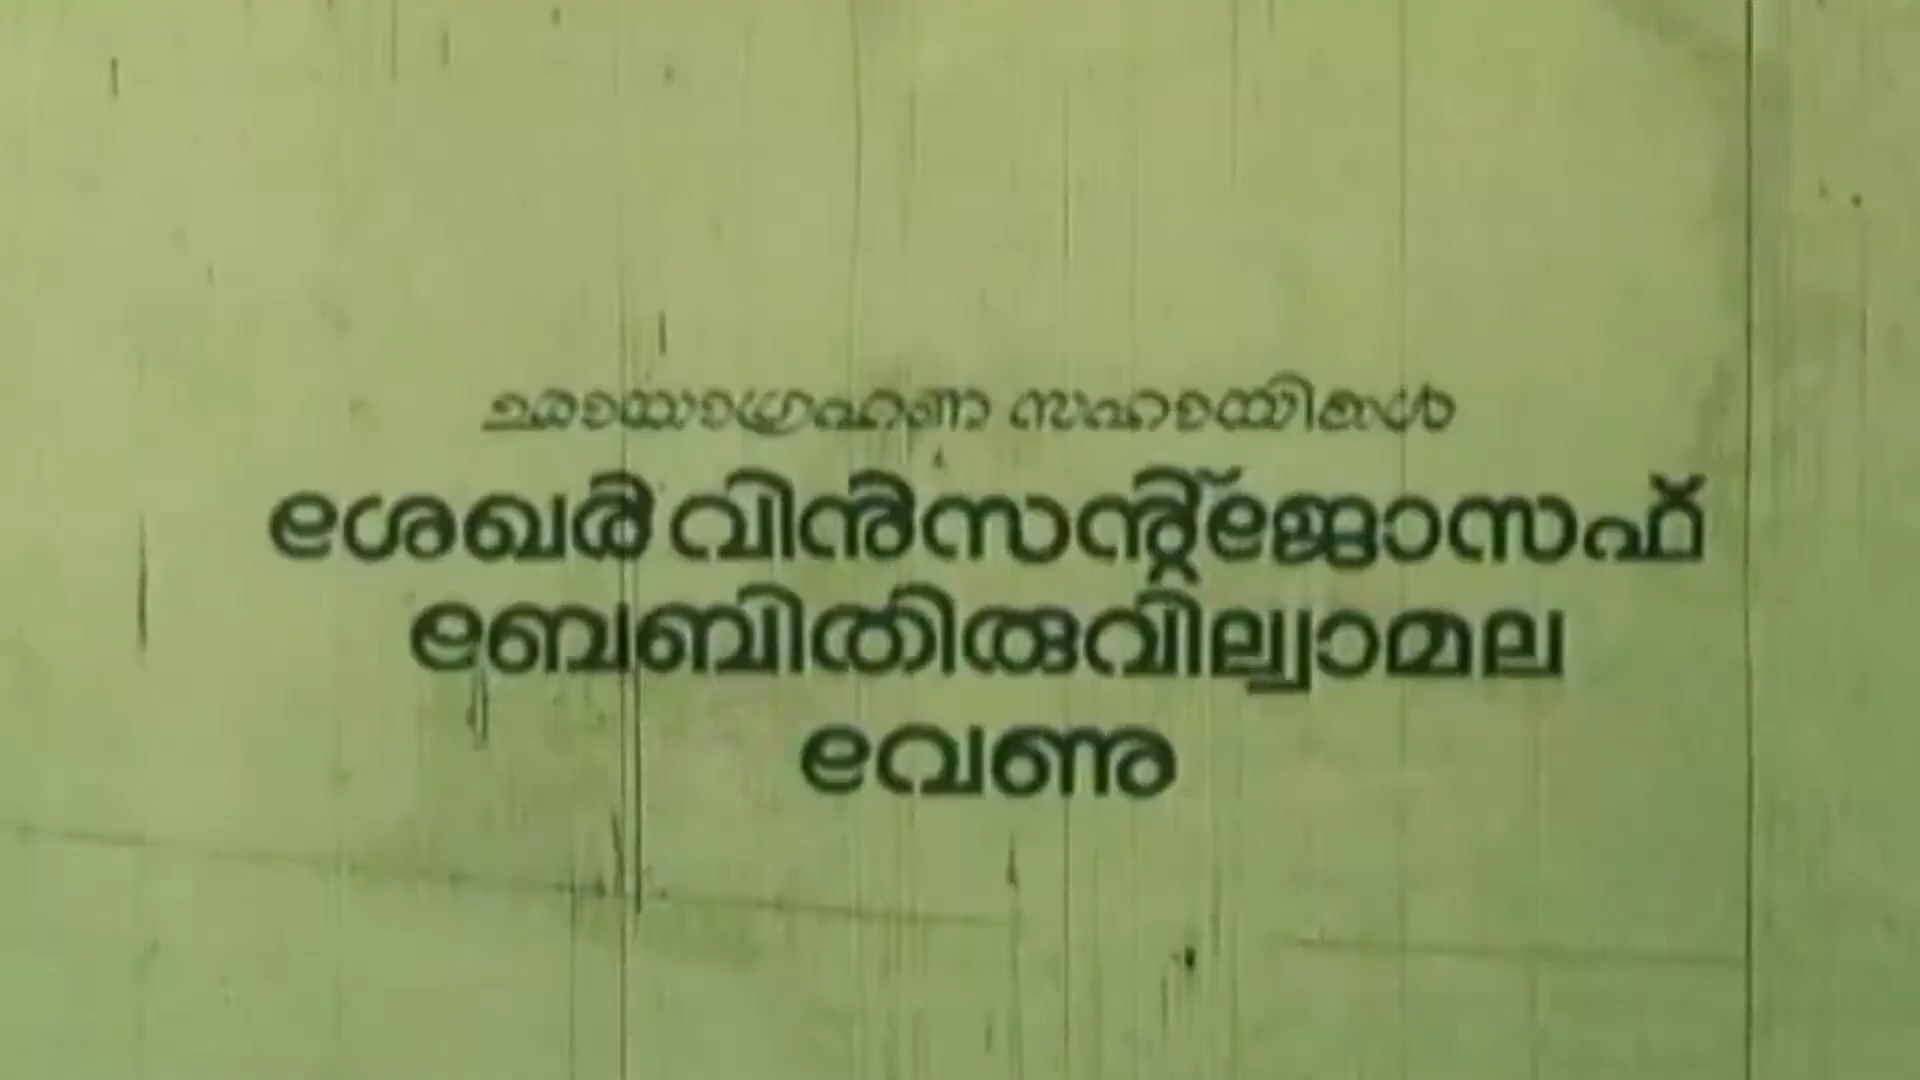 ഛായാഗ്രഹണ സഹായികൾ
ശേഖർ വിൻസന്റ് ജോസഫ്
ബേബി തിരുവില്വാമല
വേണു